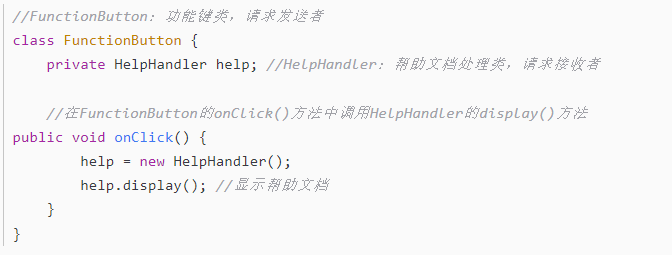 //FunctionButton：功能键类，请求发送者
class FunctionButton {
    private HelpHandler help; //HelpHandler：帮助文档处理类，请求接收者
    //在FunctionButton的onClick()方法中调用HelpHandler的display()方法
public void onClick() {
        help = new HelpHandler();
        help.display(); //显示帮助文档
    }
}